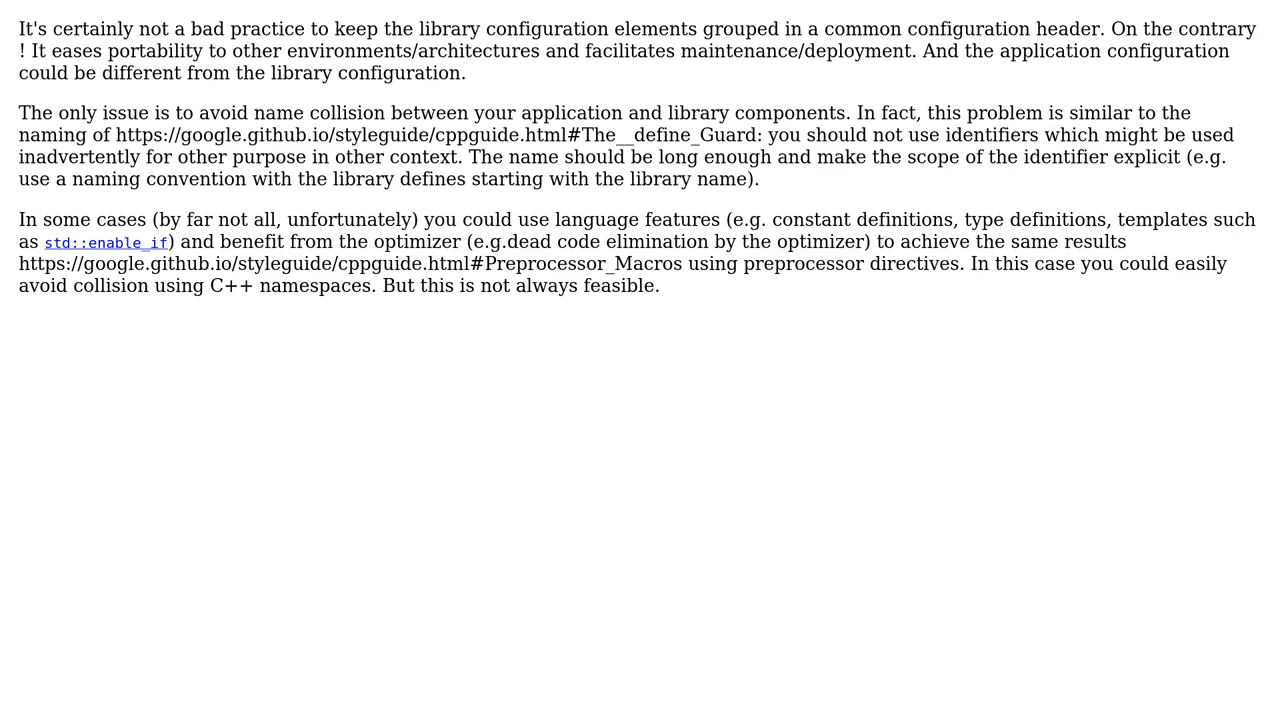 It's certainly not a bad practice to keep the library configuration elements grouped in a common configuration header. On the contrary
! It eases portability to other environments/architectures and facilitates maintenance/deployment. And the application configuration
could be different from the library configuration.
The only issue is to avoid name collision between your application and library components. In fact, this problem is similar to the
naming of https://google.github.io/styleguide/cppguide.html#The__define_Guard: you should not use identifiers which might be used
inadvertently for other purpose in other context. The name should be long enough and make the scope of the identifier explicit (e.g.
use a naming convention with the library defines starting with the library name).
In some cases (by far not all, unfortunately) you could use language features (e.g. constant definitions, type definitions, templates such
as std::enable_if) and benefit from the optimizer (e.g.dead code elimination by the optimizer) to achieve the same results
https://google.github.io/styleguide/cppguide.html#Preprocessor_Macros using preprocessor directives. In this case you could easily
avoid collision using C++ namespaces. But this is not always feasible.